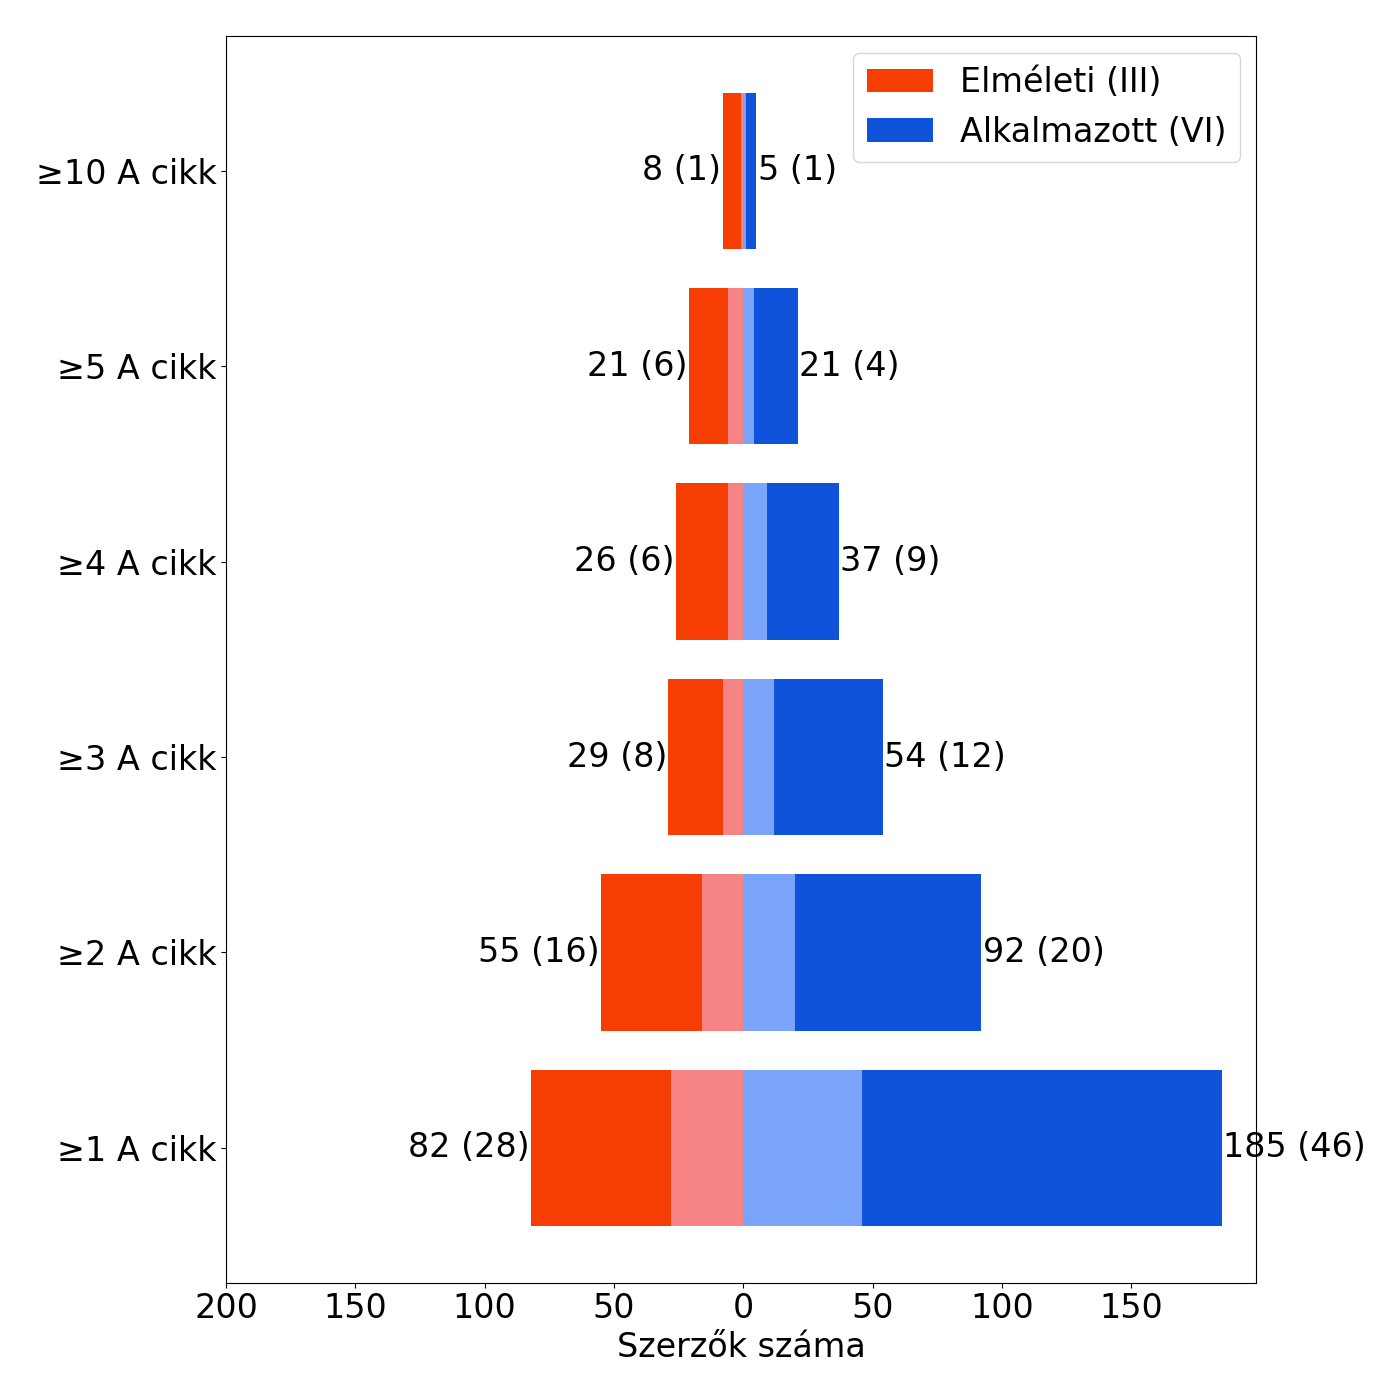 Elméleti (III)
Alkalmazott (VI)
≥10 A cikk
8 (1)
5 (1)
≥5 A cikk
21 (6)
21 (4)
≥4 A cikk
26 (6)
37 (9)
≥3 A cikk
29 (8)
54 (12)
≥2 A cikk
55 (16)
92 (20)
≥1 A cikk
82 (28)
185 (46)
200 150 100 50 0 50 100 150
Szerzők száma